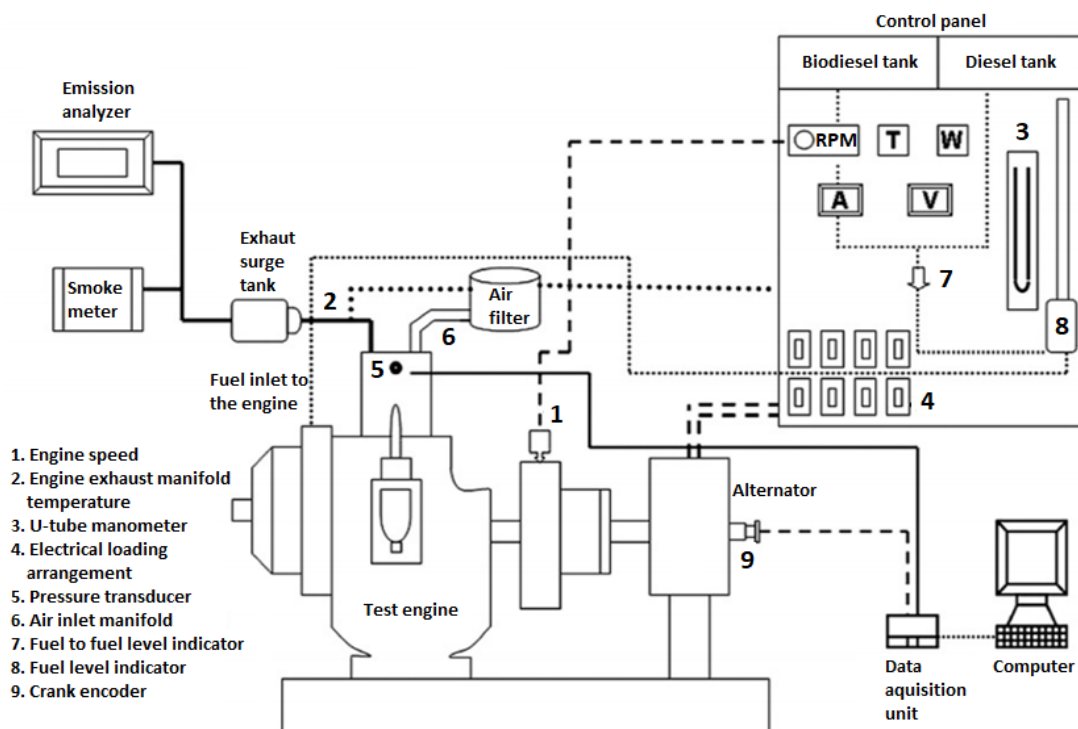 Control panel
Biodiesel tank
Diesel tank
Emission
analyzer
RPM
T
W
3
A
V
Exhaut
surge
tank
Smoke
meter
2
Air
filter
7
6
8
5
Fuel inlet to
the engine
4
1
1. Engine speed
2. Engine exhaust manifold
temperature
3. U-tube manometer
4. Electrical loading
arrangement
5. Pressure transducer
6. Air inlet manifold
7. Fuel to fuel level indicator
8. Fuel level indicator
9. Crank encoder
Alternator
9
Test engine
Data
aquisition
unit
Computer